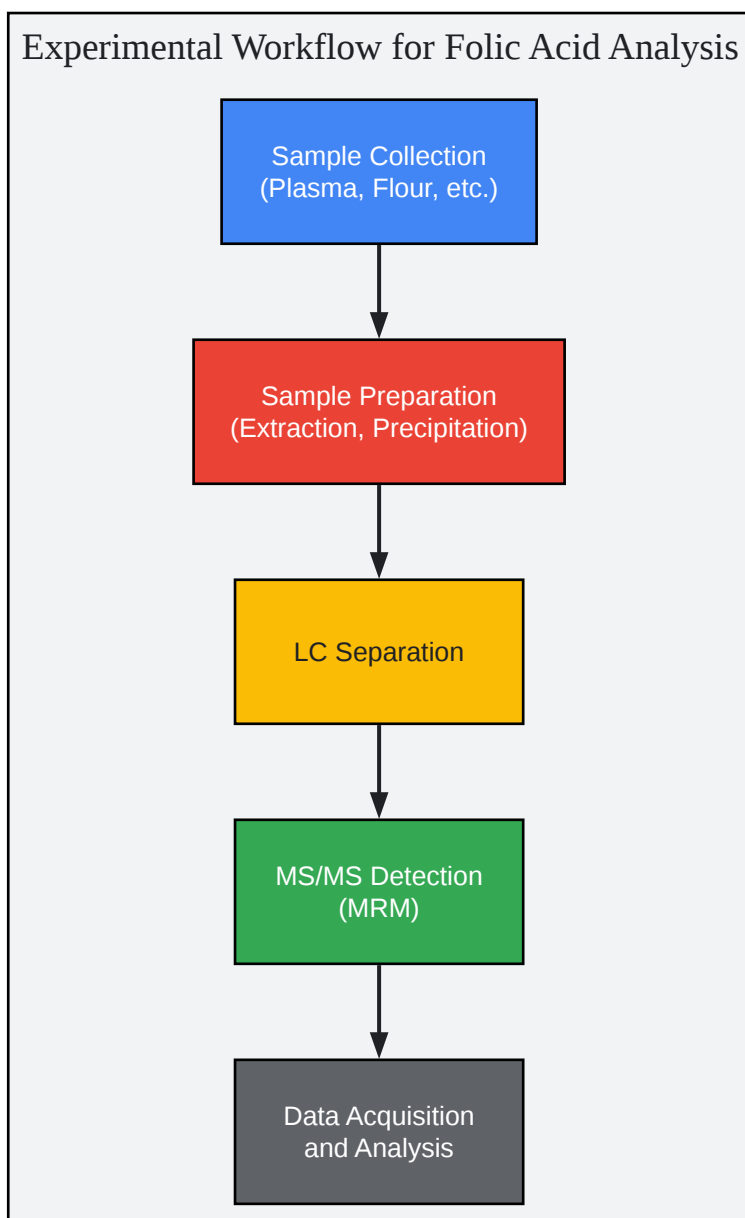 Experimental Workflow for Folic Acid Analysis
Sample Collection
(Plasma, Flour, etc.)
Sample Preparation
(Extraction, Precipitation)
LC Separation
MS/MS Detection
(MRM)
Data Acquisition
and Analysis